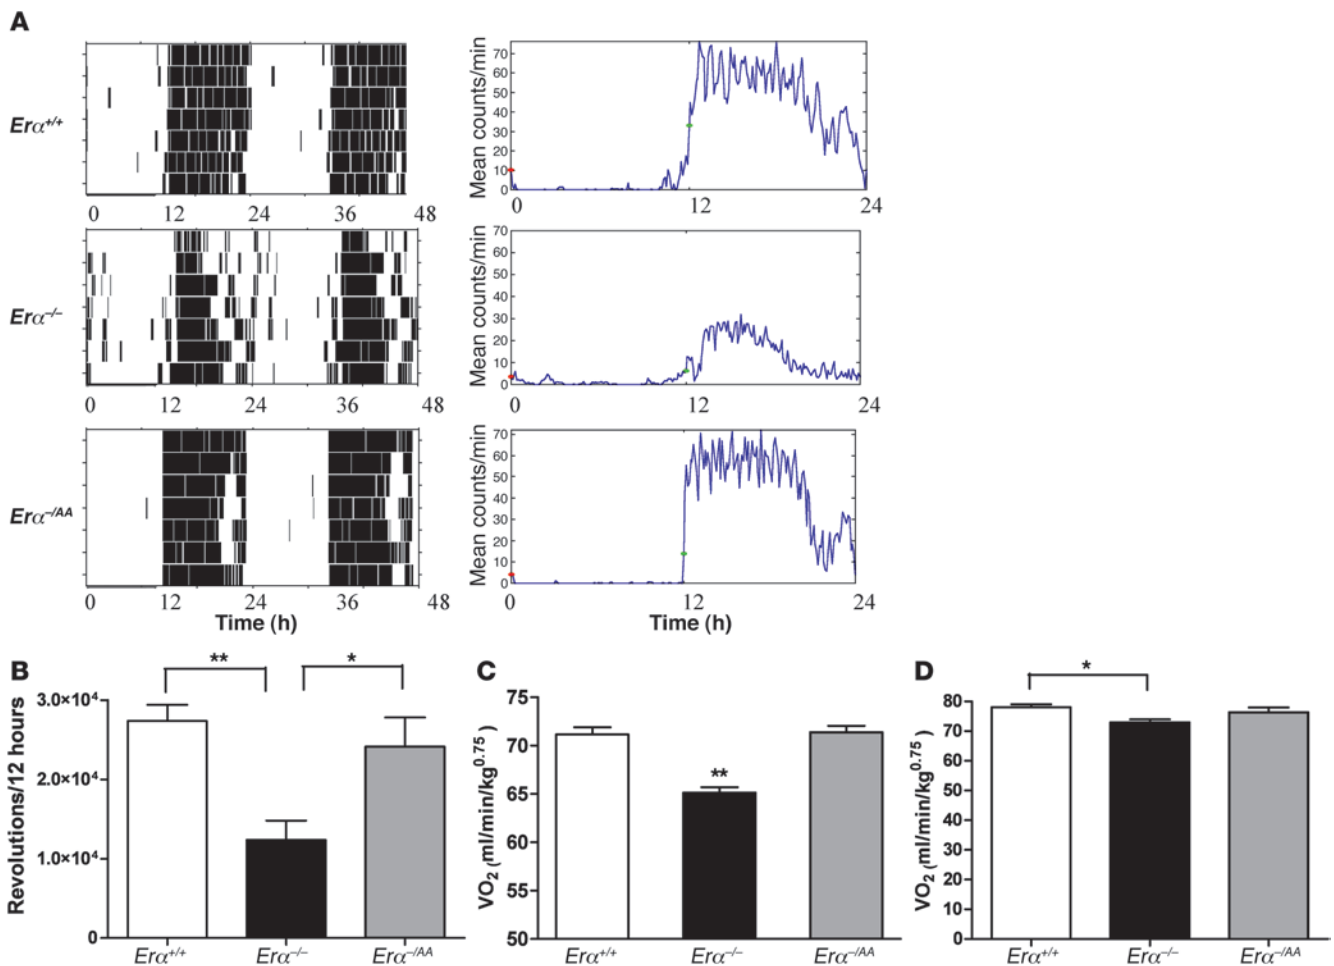 A
Erα+/+
0 12 24 36 48
Mean counts/min
70
60
50
40
30
20
10
0
0 12 24
Erα−/−
0 12 24 36 48
Mean counts/min
70
60
50
40
30
20
10
0
0 12 24
Erα−/AA
0 12 24 36 48
Time (h)
Mean counts/min
70
60
50
40
30
20
10
0
0 12 24
Time (h)
B
** *
Revolutions/12 hours
3.0×10⁴
2.0×10⁴
1.0×10⁴
0
Erα+/+ Erα−/− Erα−/AA
C
VO₂ (ml/min/kg⁰·⁷⁵)
75
70
65
60
55
50
**
Erα+/+ Erα−/− Erα−/AA
D
*
VO₂ (ml/min/kg⁰·⁷⁵)
80
70
60
50
40
30
20
10
0
Erα+/+ Erα−/− Erα−/AA